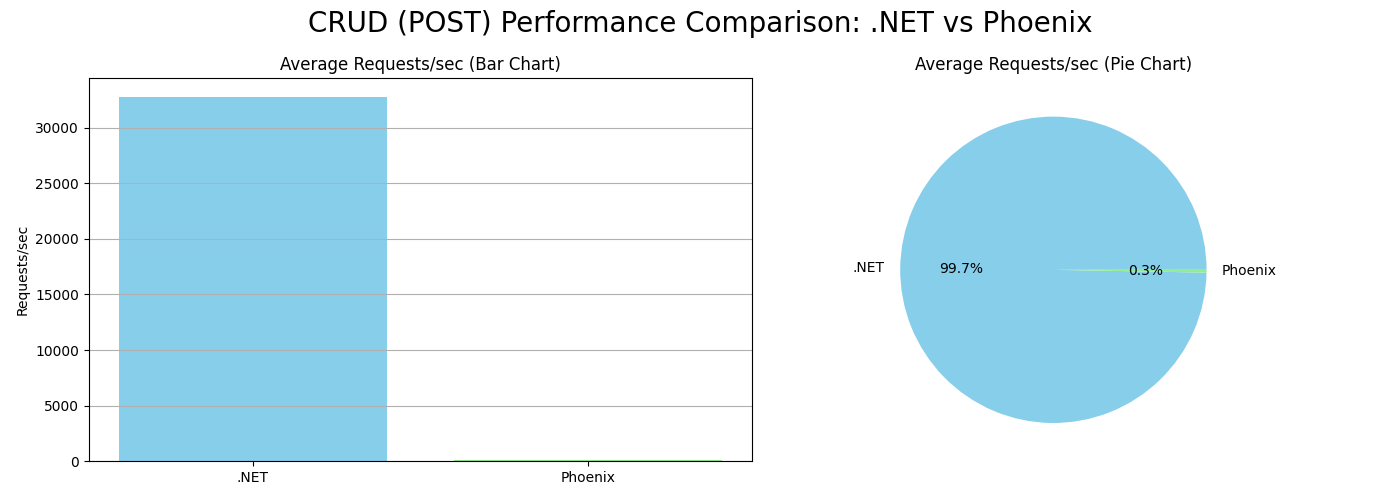 CRUD (POST) Performance Comparison: .NET vs Phoenix
Average Requests/sec (Bar Chart)
30000
25000
20000
15000
10000
5000
0
Requests/sec
.NET
Phoenix
Average Requests/sec (Pie Chart)
.NET
99.7%
0.3%
Phoenix